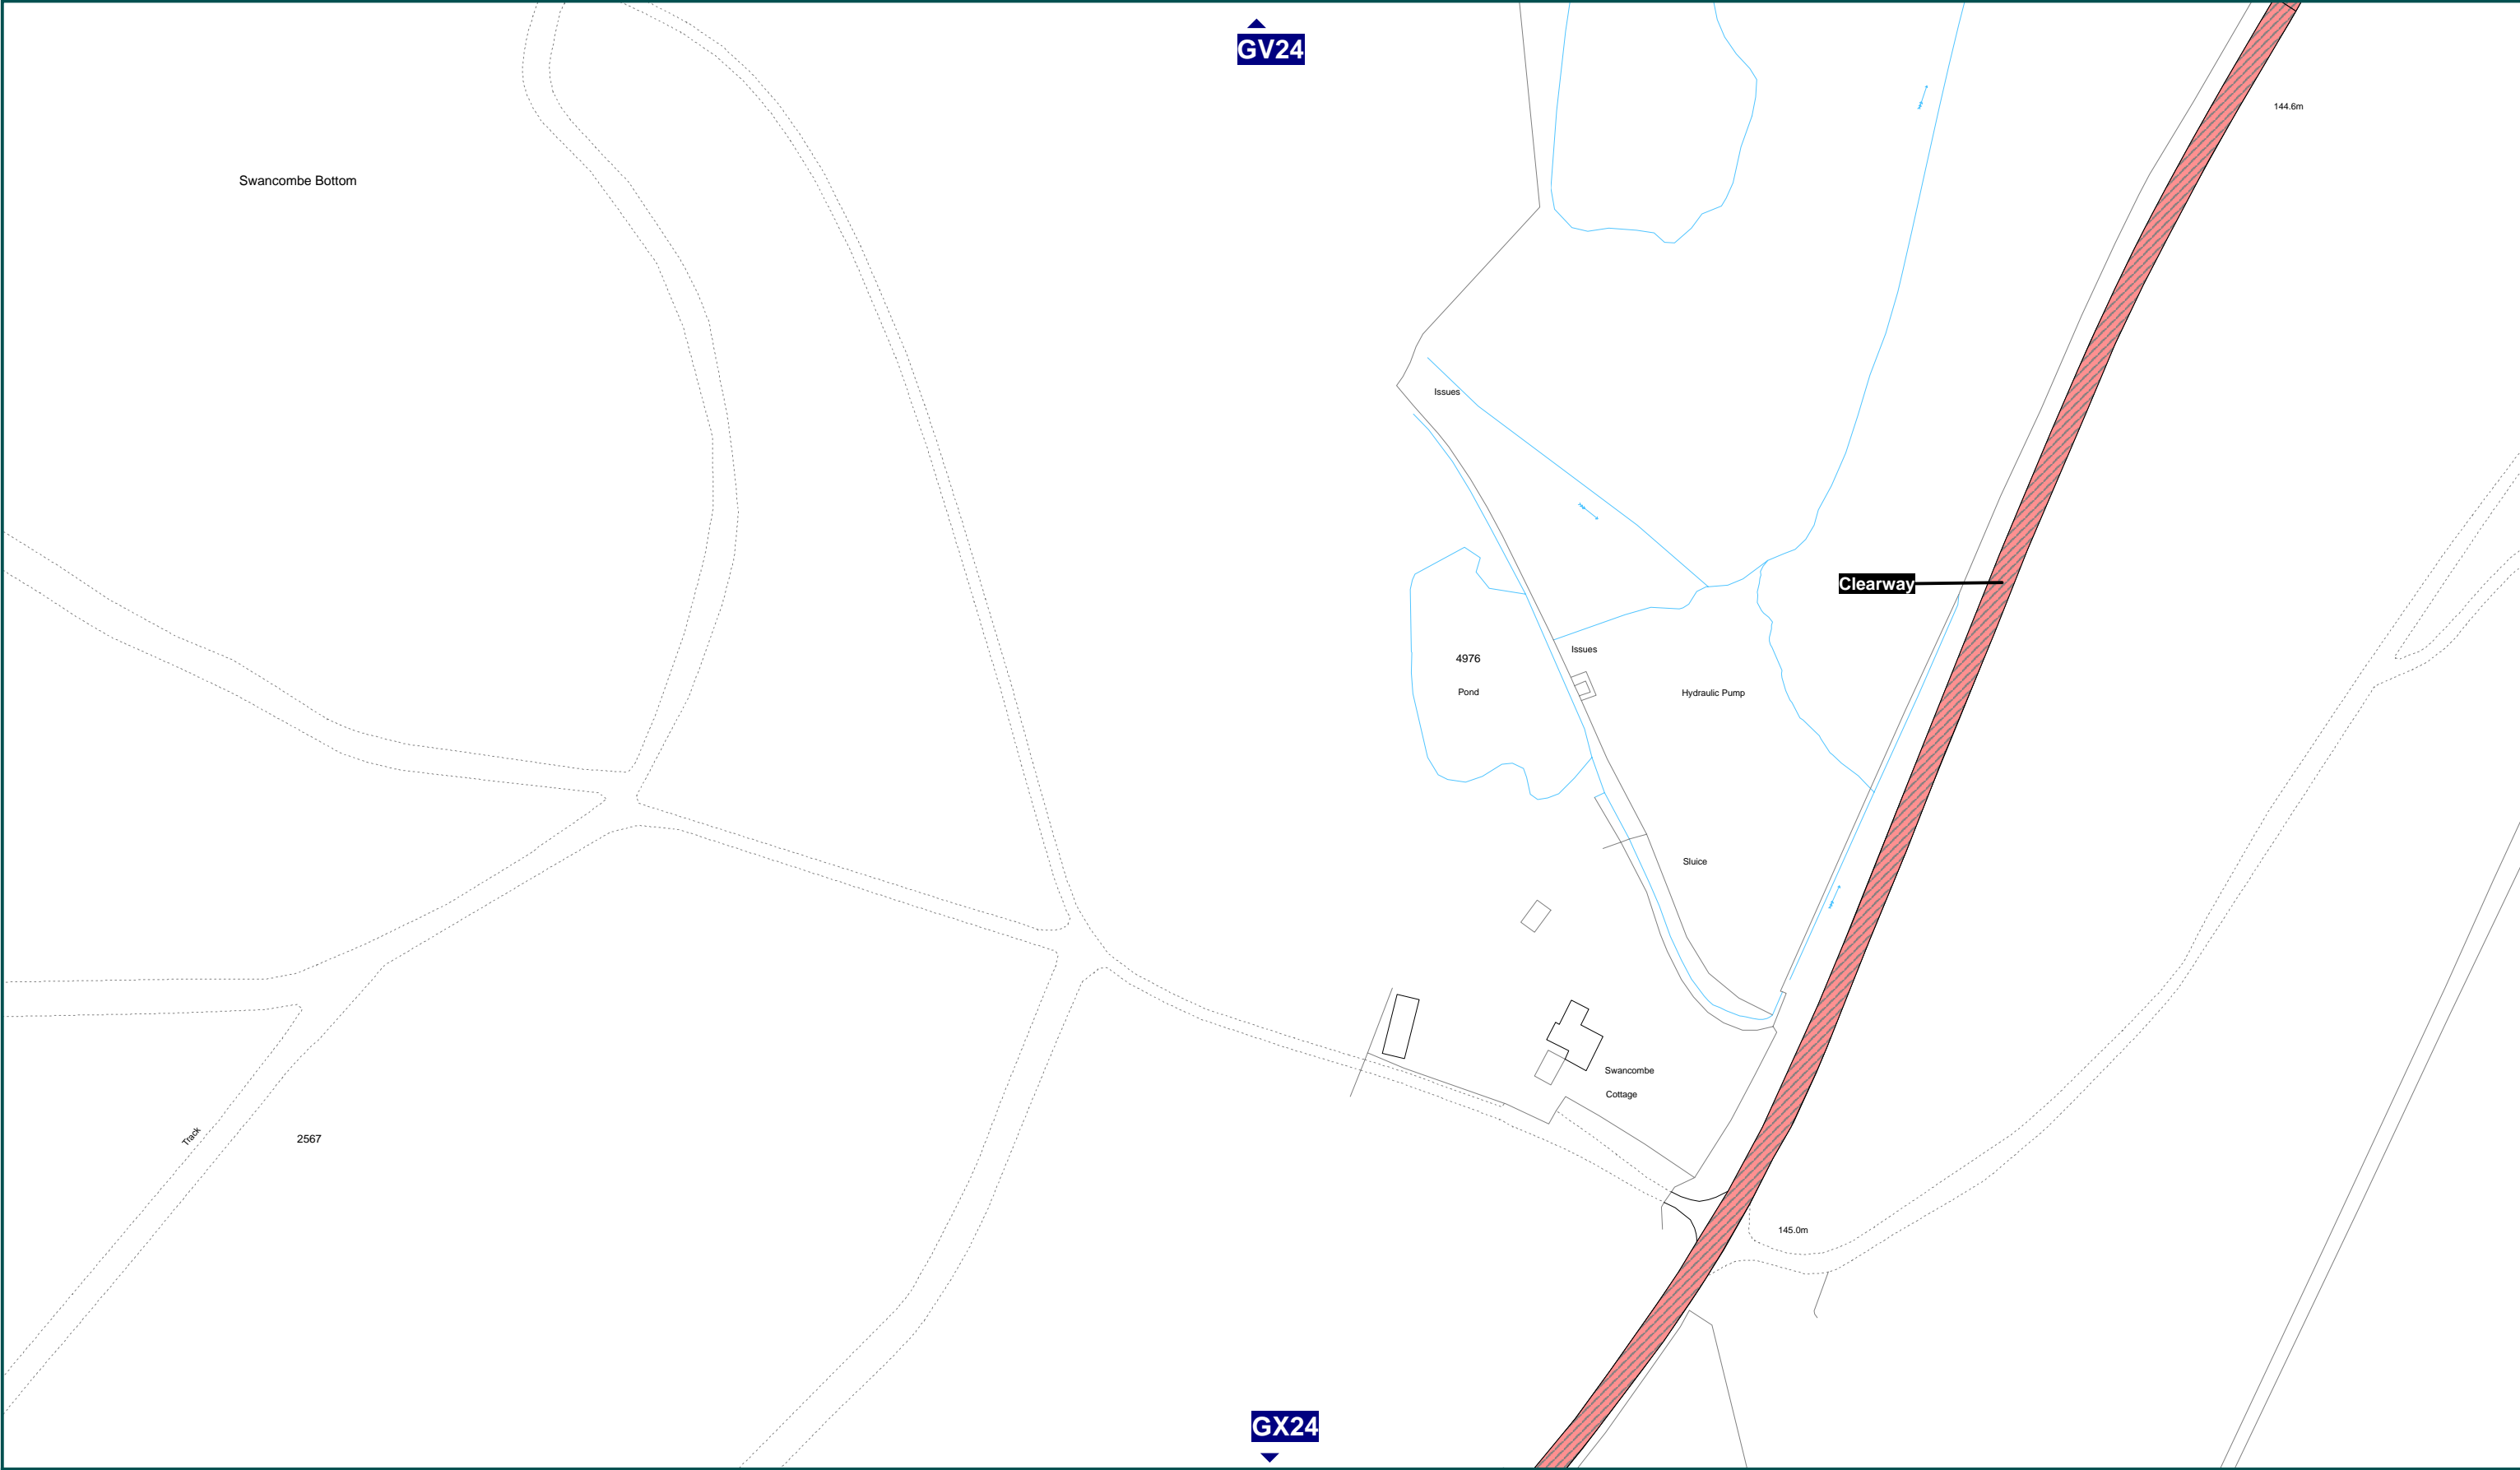 GV24
144.6m
Swancombe Bottom
Issues
Clearway
Issues
4976
Pond
Hydraulic Pump
Sluice
Swancombe
Cottage
Track
2567
145.0m
GX24